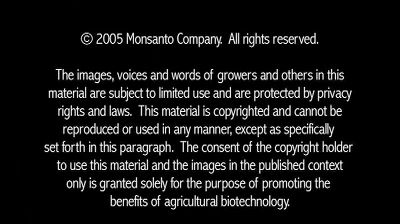 © 2005 Monsanto Company.  All rights reserved.
The images, voices and words of growers and others in this
material are subject to limited use and are protected by privacy
rights and laws.  This material is copyrighted and cannot be
reproduced or used in any manner, except as specifically
set forth in this paragraph.  The consent of the copyright holder
to use this material and the images in the published context
only is granted solely for the purpose of promoting the
benefits of agricultural biotechnology.